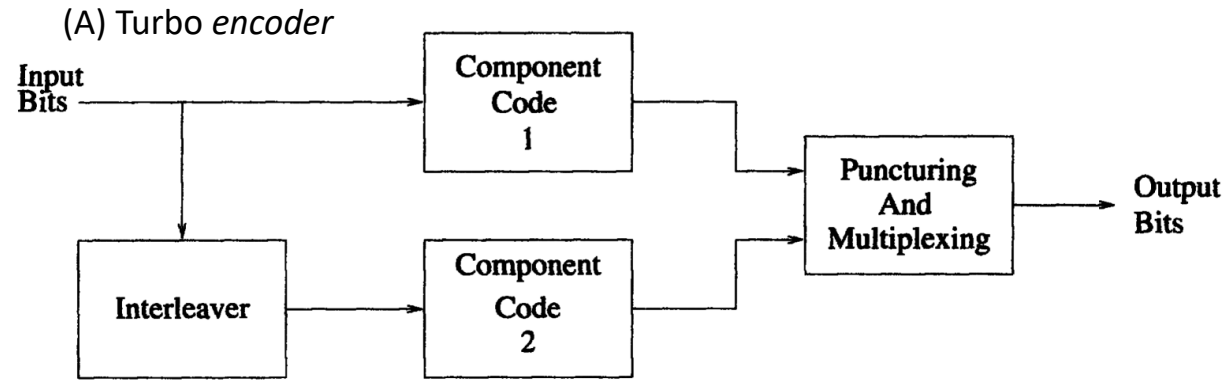 (A) Turbo encoder
Input
Bits
Component
Code
1
Interleaver
Component
Code
2
Puncturing
And
Multiplexing
Output
Bits